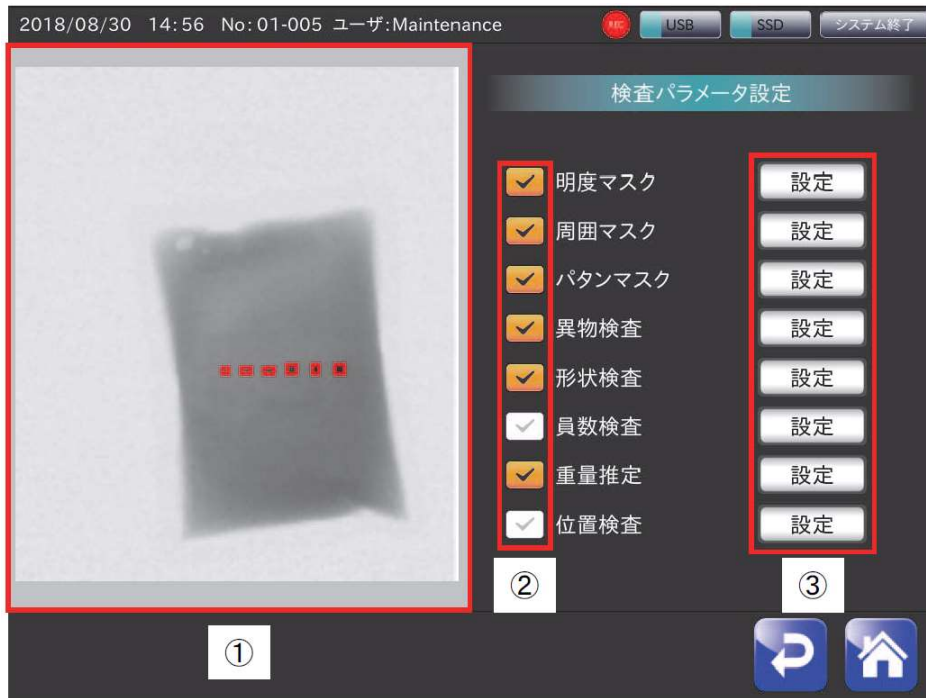 2018/08/30 14:56 No:01-005 ユーザ:Maintenance REC USB SSD システム終了
検査パラメータ設定
明度マスク 設定
周囲マスク 設定
パタンマスク 設定
異物検査 設定
形状検査 設定
員数検査 設定
重量推定 設定
位置検査 設定
② ③
①